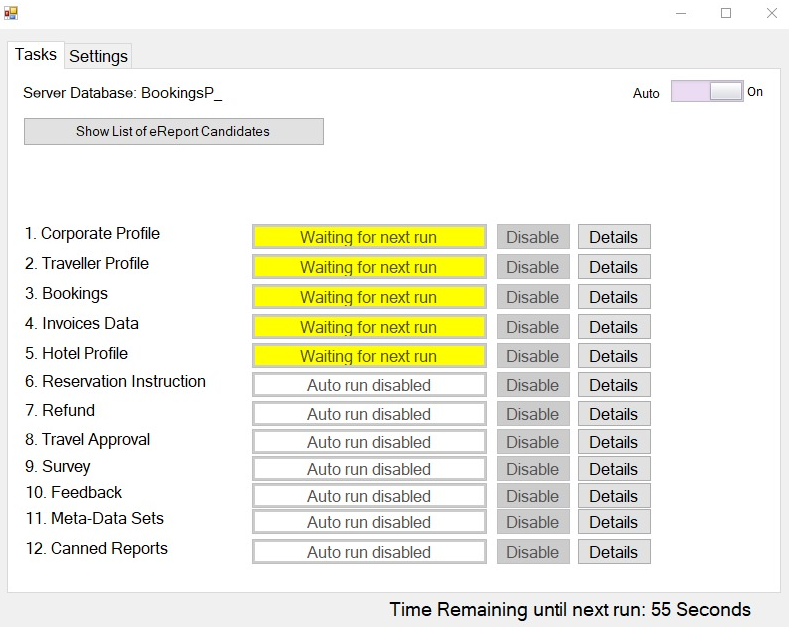 Tasks Settings
Server Database: BookingsP_
Auto On
Show List of eReport Candidates
1. Corporate Profile Waiting for next run Disable Details
2. Traveller Profile Waiting for next run Disable Details
3. Bookings Waiting for next run Disable Details
4. Invoices Data Waiting for next run Disable Details
5. Hotel Profile Waiting for next run Disable Details
6. Reservation Instruction Auto run disabled Disable Details
7. Refund Auto run disabled Disable Details
8. Travel Approval Auto run disabled Disable Details
9. Survey Auto run disabled Disable Details
10. Feedback Auto run disabled Disable Details
11. Meta-Data Sets Auto run disabled Disable Details
12. Canned Reports Auto run disabled Disable Details
Time Remaining until next run: 55 Seconds